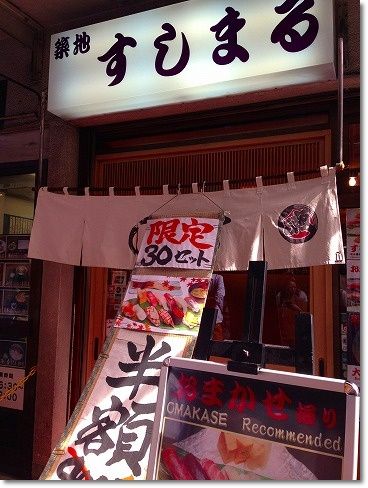 築地 すしまる
限定
30セット
半額
おまかせ握り
OMAKASE Recommended